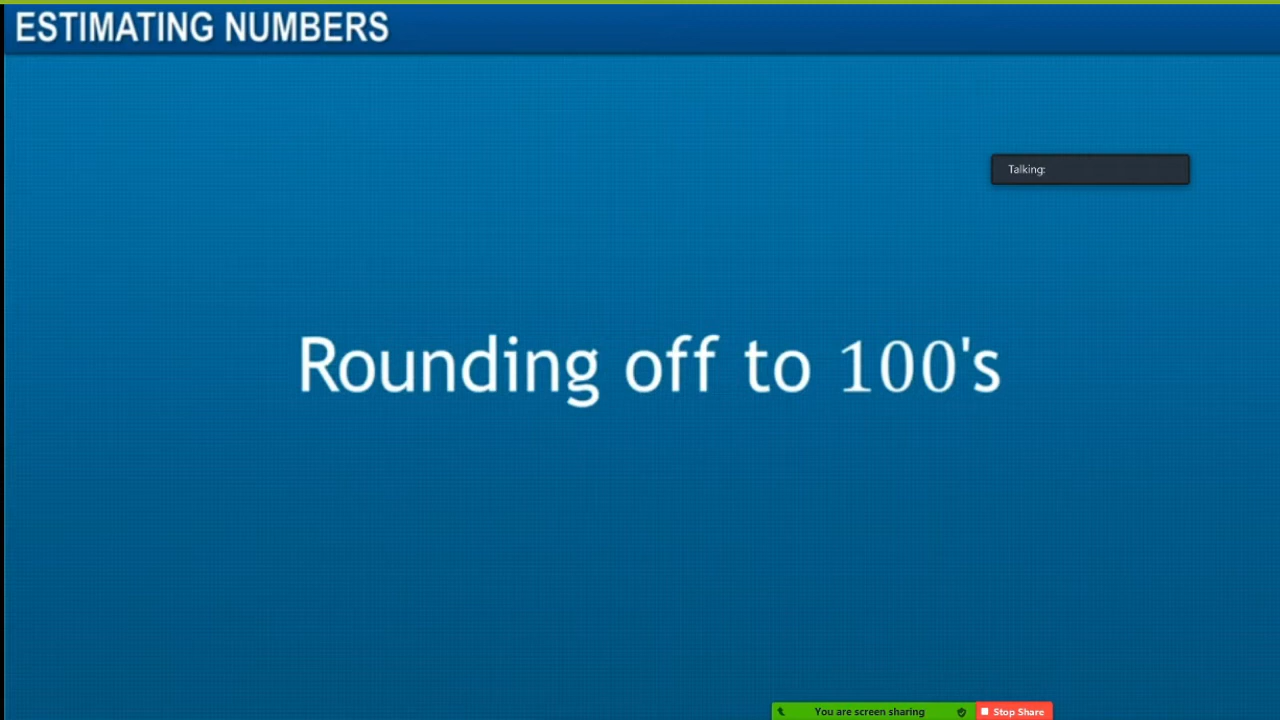 ESTIMATING NUMBERS
Talking:
Rounding off to 100's
You are screen sharing
Stop Share